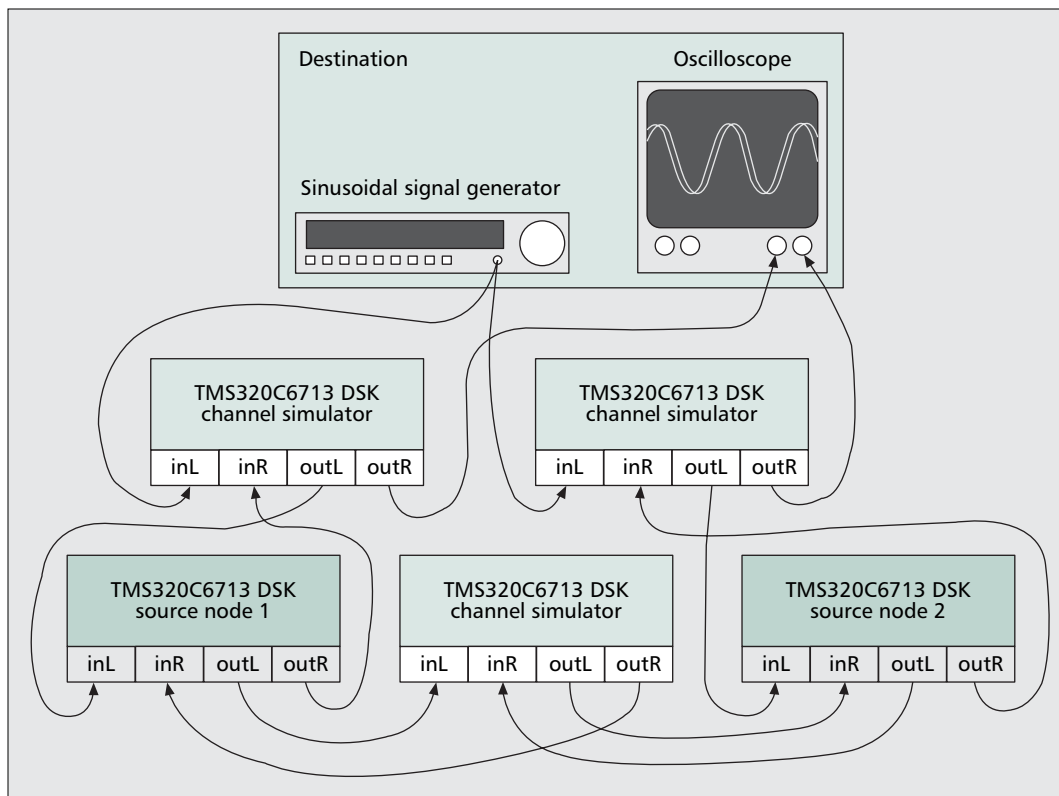 Destination
Oscilloscope
Sinusoidal signal generator
TMS320C6713 DSK
channel simulator
inL inR outL outR
TMS320C6713 DSK
channel simulator
inL inR outL outR
TMS320C6713 DSK
source node 1
inL inR outL outR
TMS320C6713 DSK
channel simulator
inL inR outL outR
TMS320C6713 DSK
source node 2
inL inR outL outR